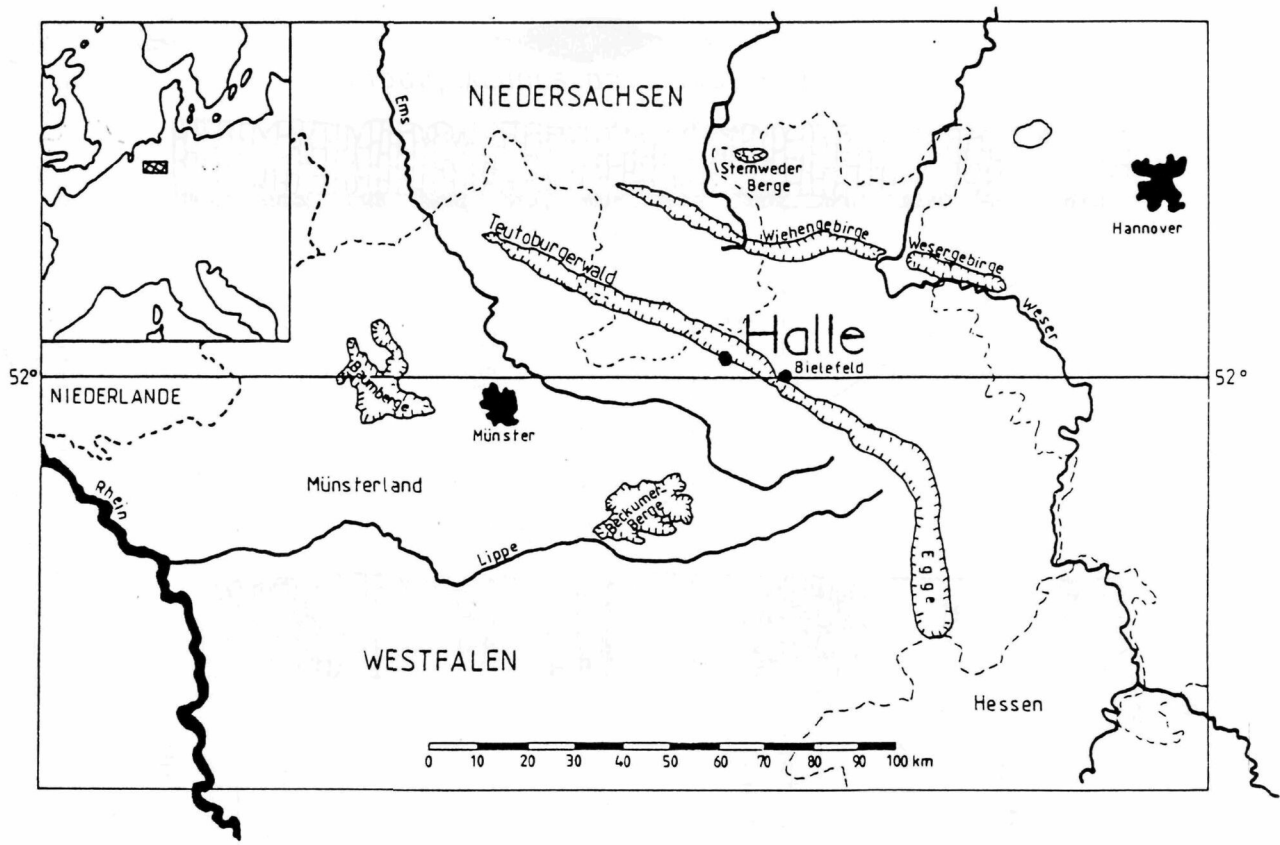 NIEDERSACHSEN
Ems
Stemweder
Berge
Hannover
Wiehengebirge
Wesergebirge
Teutoburgerwald
Weser
Halle
Bielefeld
52°
52°
NIEDERLANDE
Baumberge
Münster
Rhein
Münsterland
Beckumer-
Berge
Lippe
Egge
WESTFALEN
Hessen
0 10 20 30 40 50 60 70 80 90 100 km